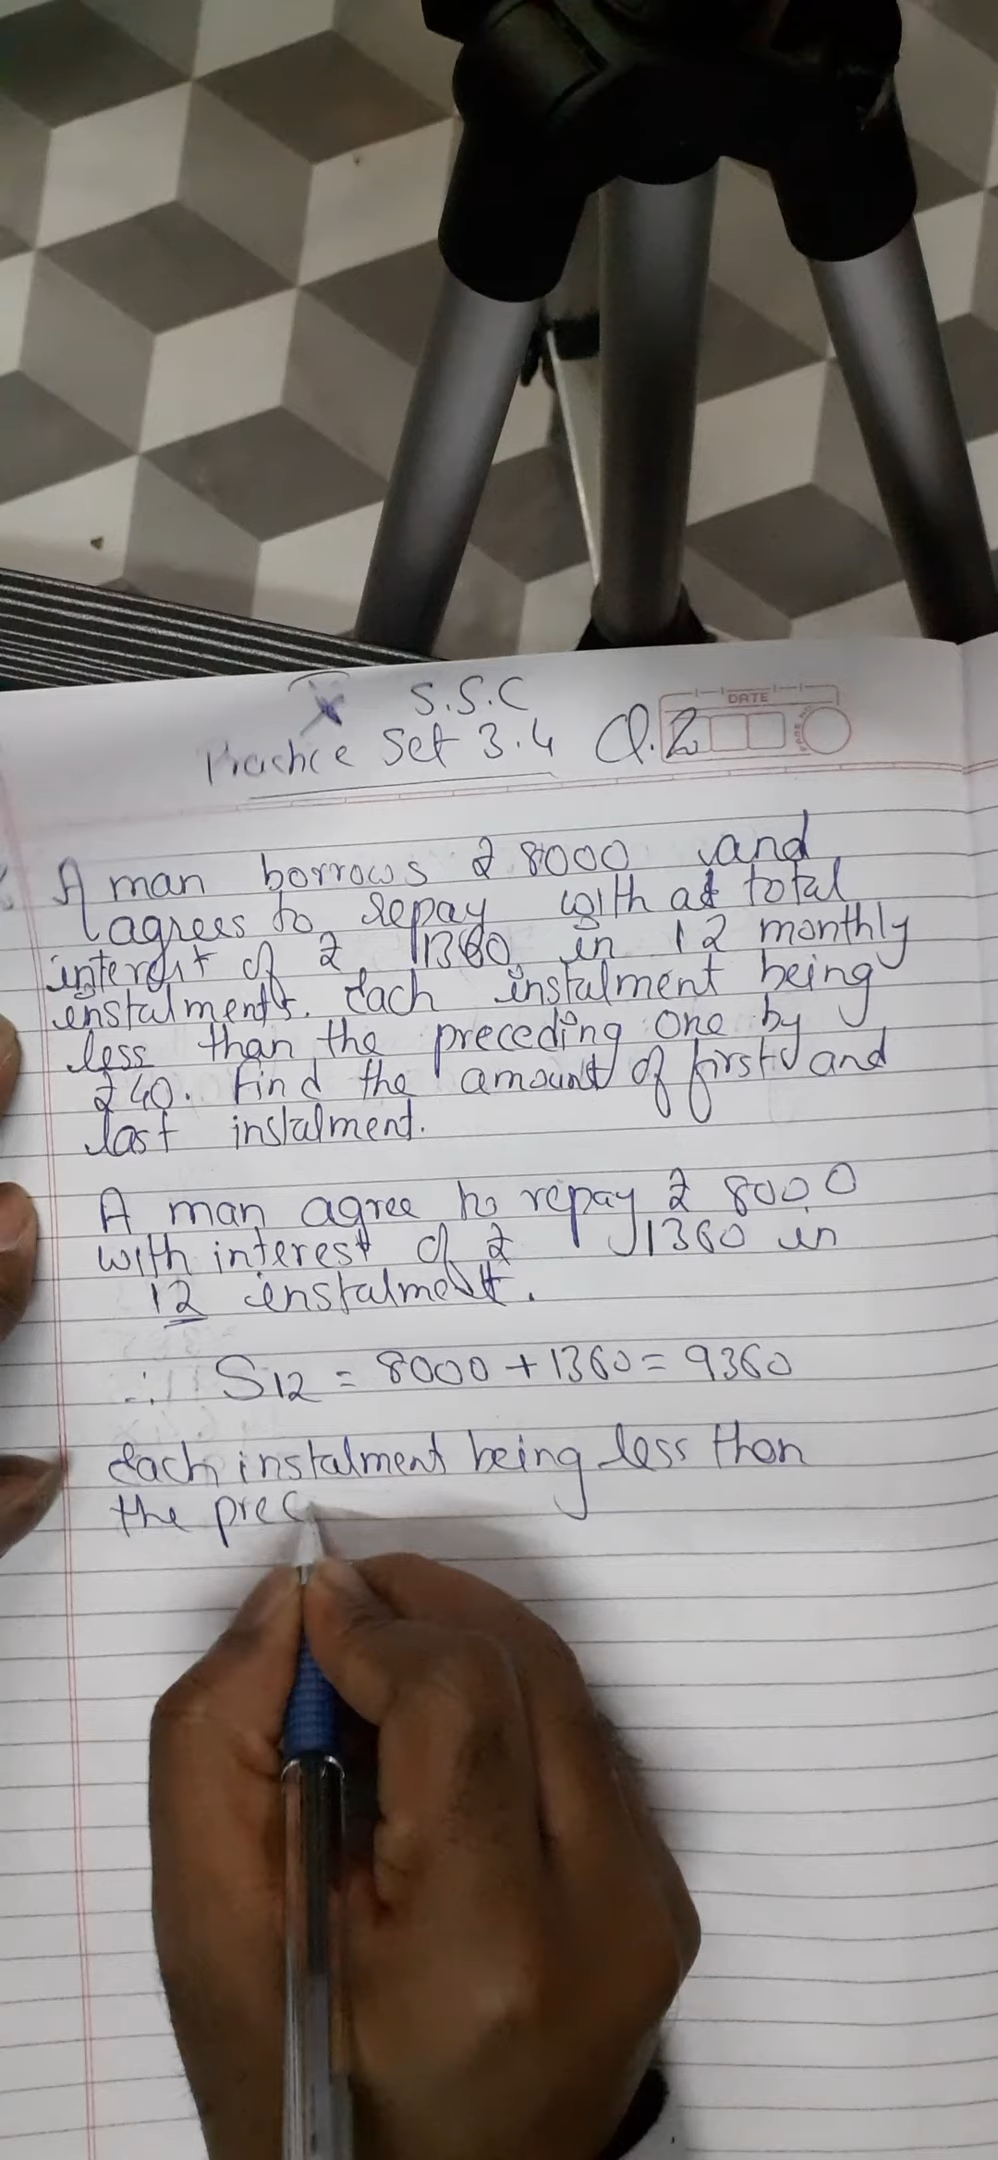 S.S.C
Practice Set 3.4 Q.2
DATE
A man borrows ₹ 8000 and
agrees to repay with at total
interest of ₹ 1360 in 12 monthly
instalments. Each instalment being
less than the preceding one by
₹40. Find the amount of first and
last instalment.
A man agree to repay ₹ 8000
with interest of ₹ 1360 in
12 instalment.
∴ S12 = 8000 + 1360 = 9360
Each instalment being less than
the prec